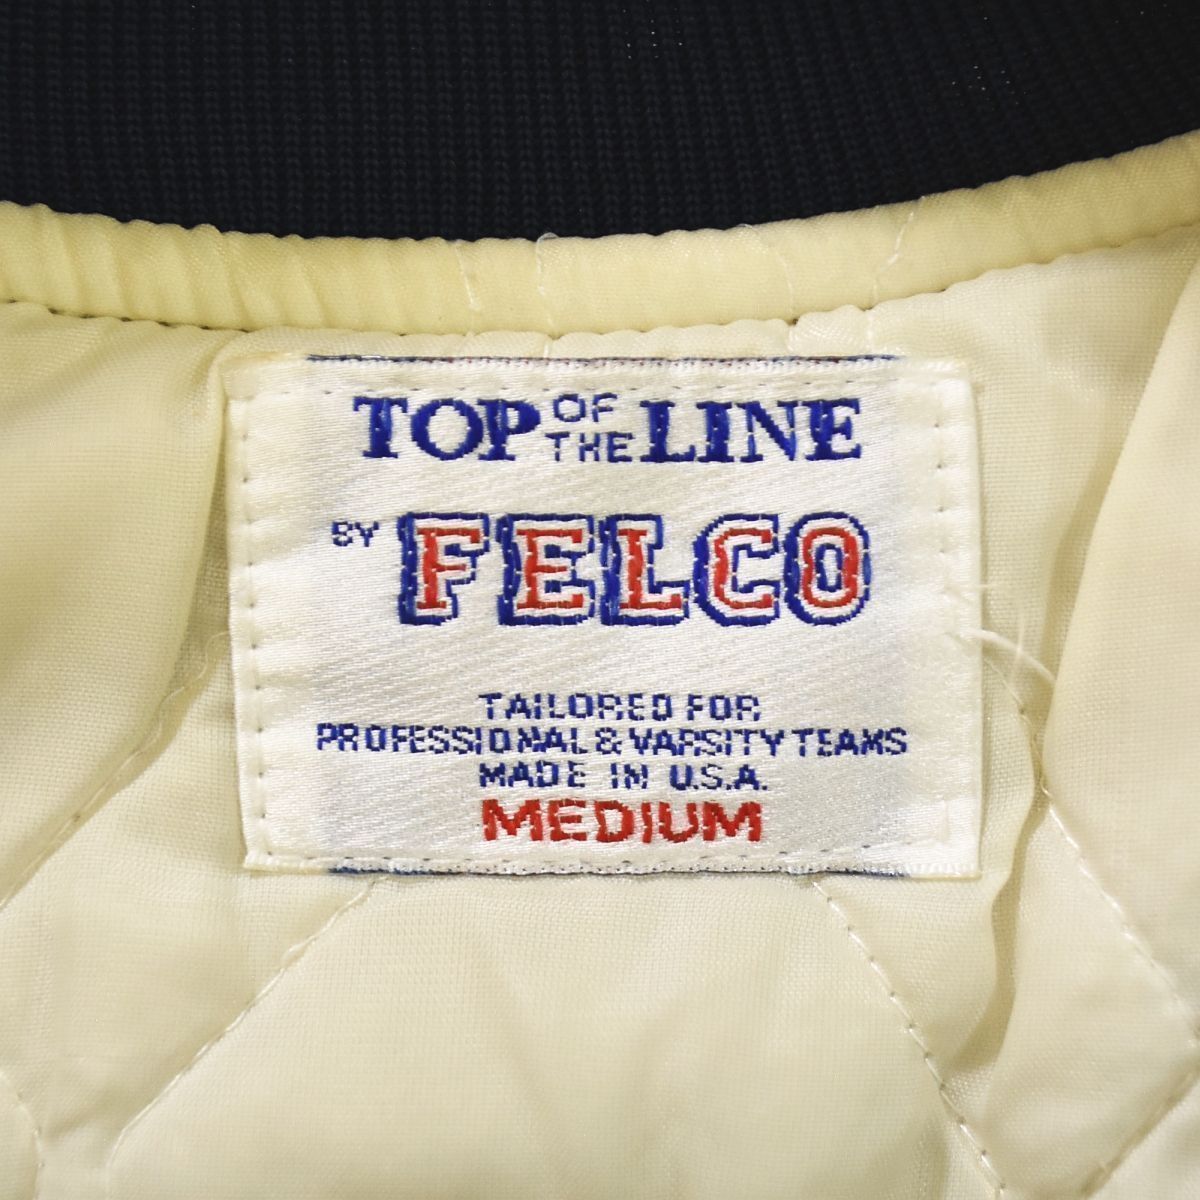 TOP OF THE LINE
BY FELCO
TAILORED FOR
PROFESSIONAL & VARSITY TEAMS
MADE IN U.S.A.
MEDIUM